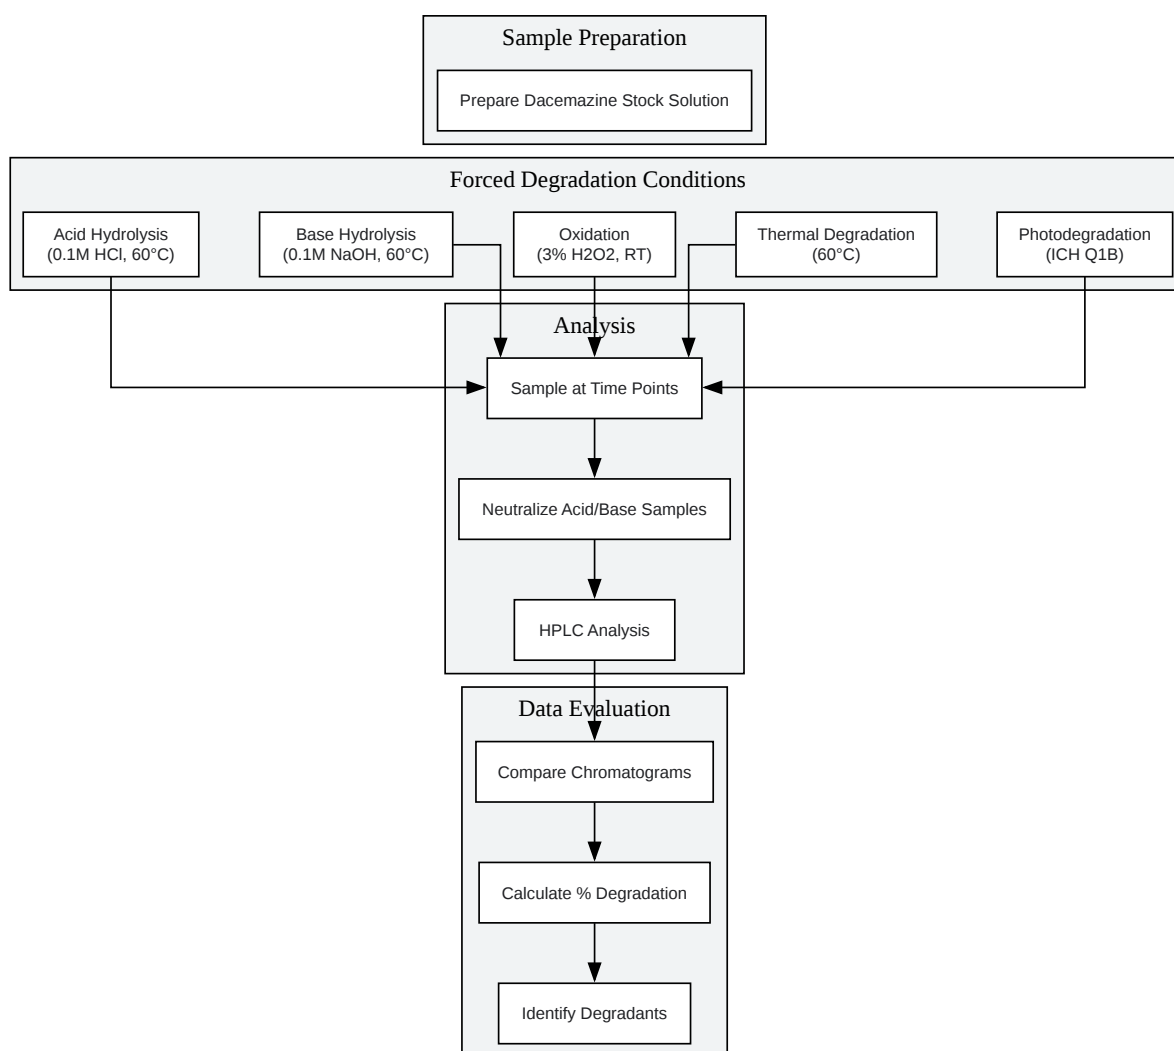 Sample Preparation
Prepare Dacemazine Stock Solution
Forced Degradation Conditions
Acid Hydrolysis
(0.1M HCl, 60°C)
Base Hydrolysis
(0.1M NaOH, 60°C)
Oxidation
(3% H2O2, RT)
Thermal Degradation
(60°C)
Photodegradation
(ICH Q1B)
Analysis
Sample at Time Points
Neutralize Acid/Base Samples
HPLC Analysis
Data Evaluation
Compare Chromatograms
Calculate % Degradation
Identify Degradants